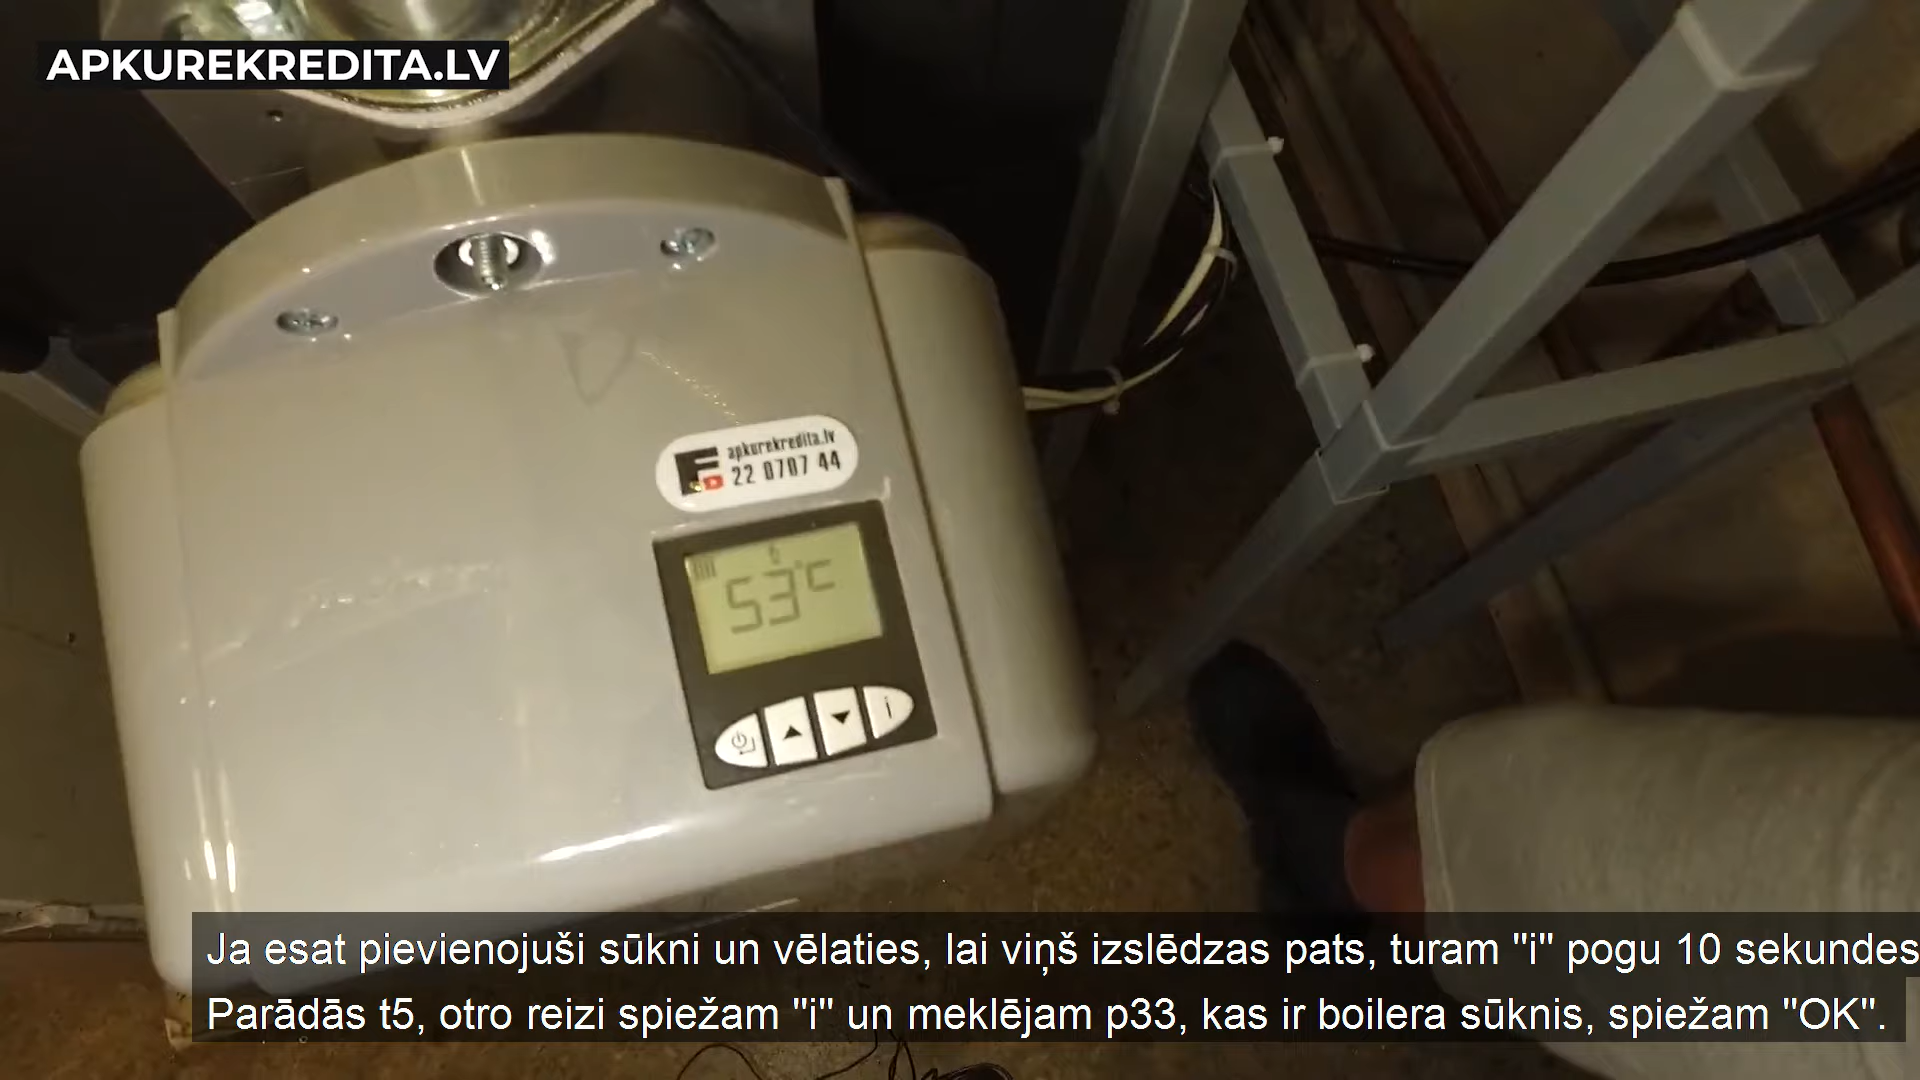 APKUREKREDITA.LV
apkurekredita.lv
22 0707 44
53°C
i
Ja esat pievienojuši sūkni un vēlaties, lai viņš izslēdzas pats, turam "i" pogu 10 sekundes
Parādās t5, otro reizi spiežam "i" un meklējam p33, kas ir boilera sūknis, spiežam "OK".